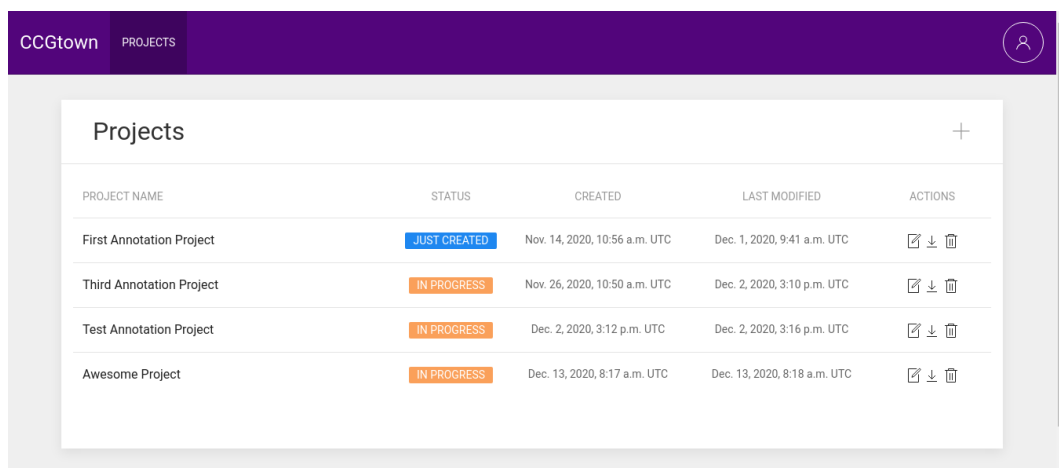 CCGtown PROJECTS
Projects
PROJECT NAME STATUS CREATED LAST MODIFIED ACTIONS
First Annotation Project JUST CREATED Nov. 14, 2020, 10:56 a.m. UTC Dec. 1, 2020, 9:41 a.m. UTC
Third Annotation Project IN PROGRESS Nov. 26, 2020, 10:50 a.m. UTC Dec. 2, 2020, 3:10 p.m. UTC
Test Annotation Project IN PROGRESS Dec. 2, 2020, 3:12 p.m. UTC Dec. 2, 2020, 3:16 p.m. UTC
Awesome Project IN PROGRESS Dec. 13, 2020, 8:17 a.m. UTC Dec. 13, 2020, 8:18 a.m. UTC